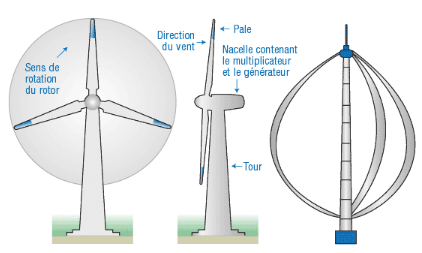 Sens de
rotation
du rotor
Direction
du vent
Pale
Nacelle contenant
le multiplicateur
et le générateur
Tour